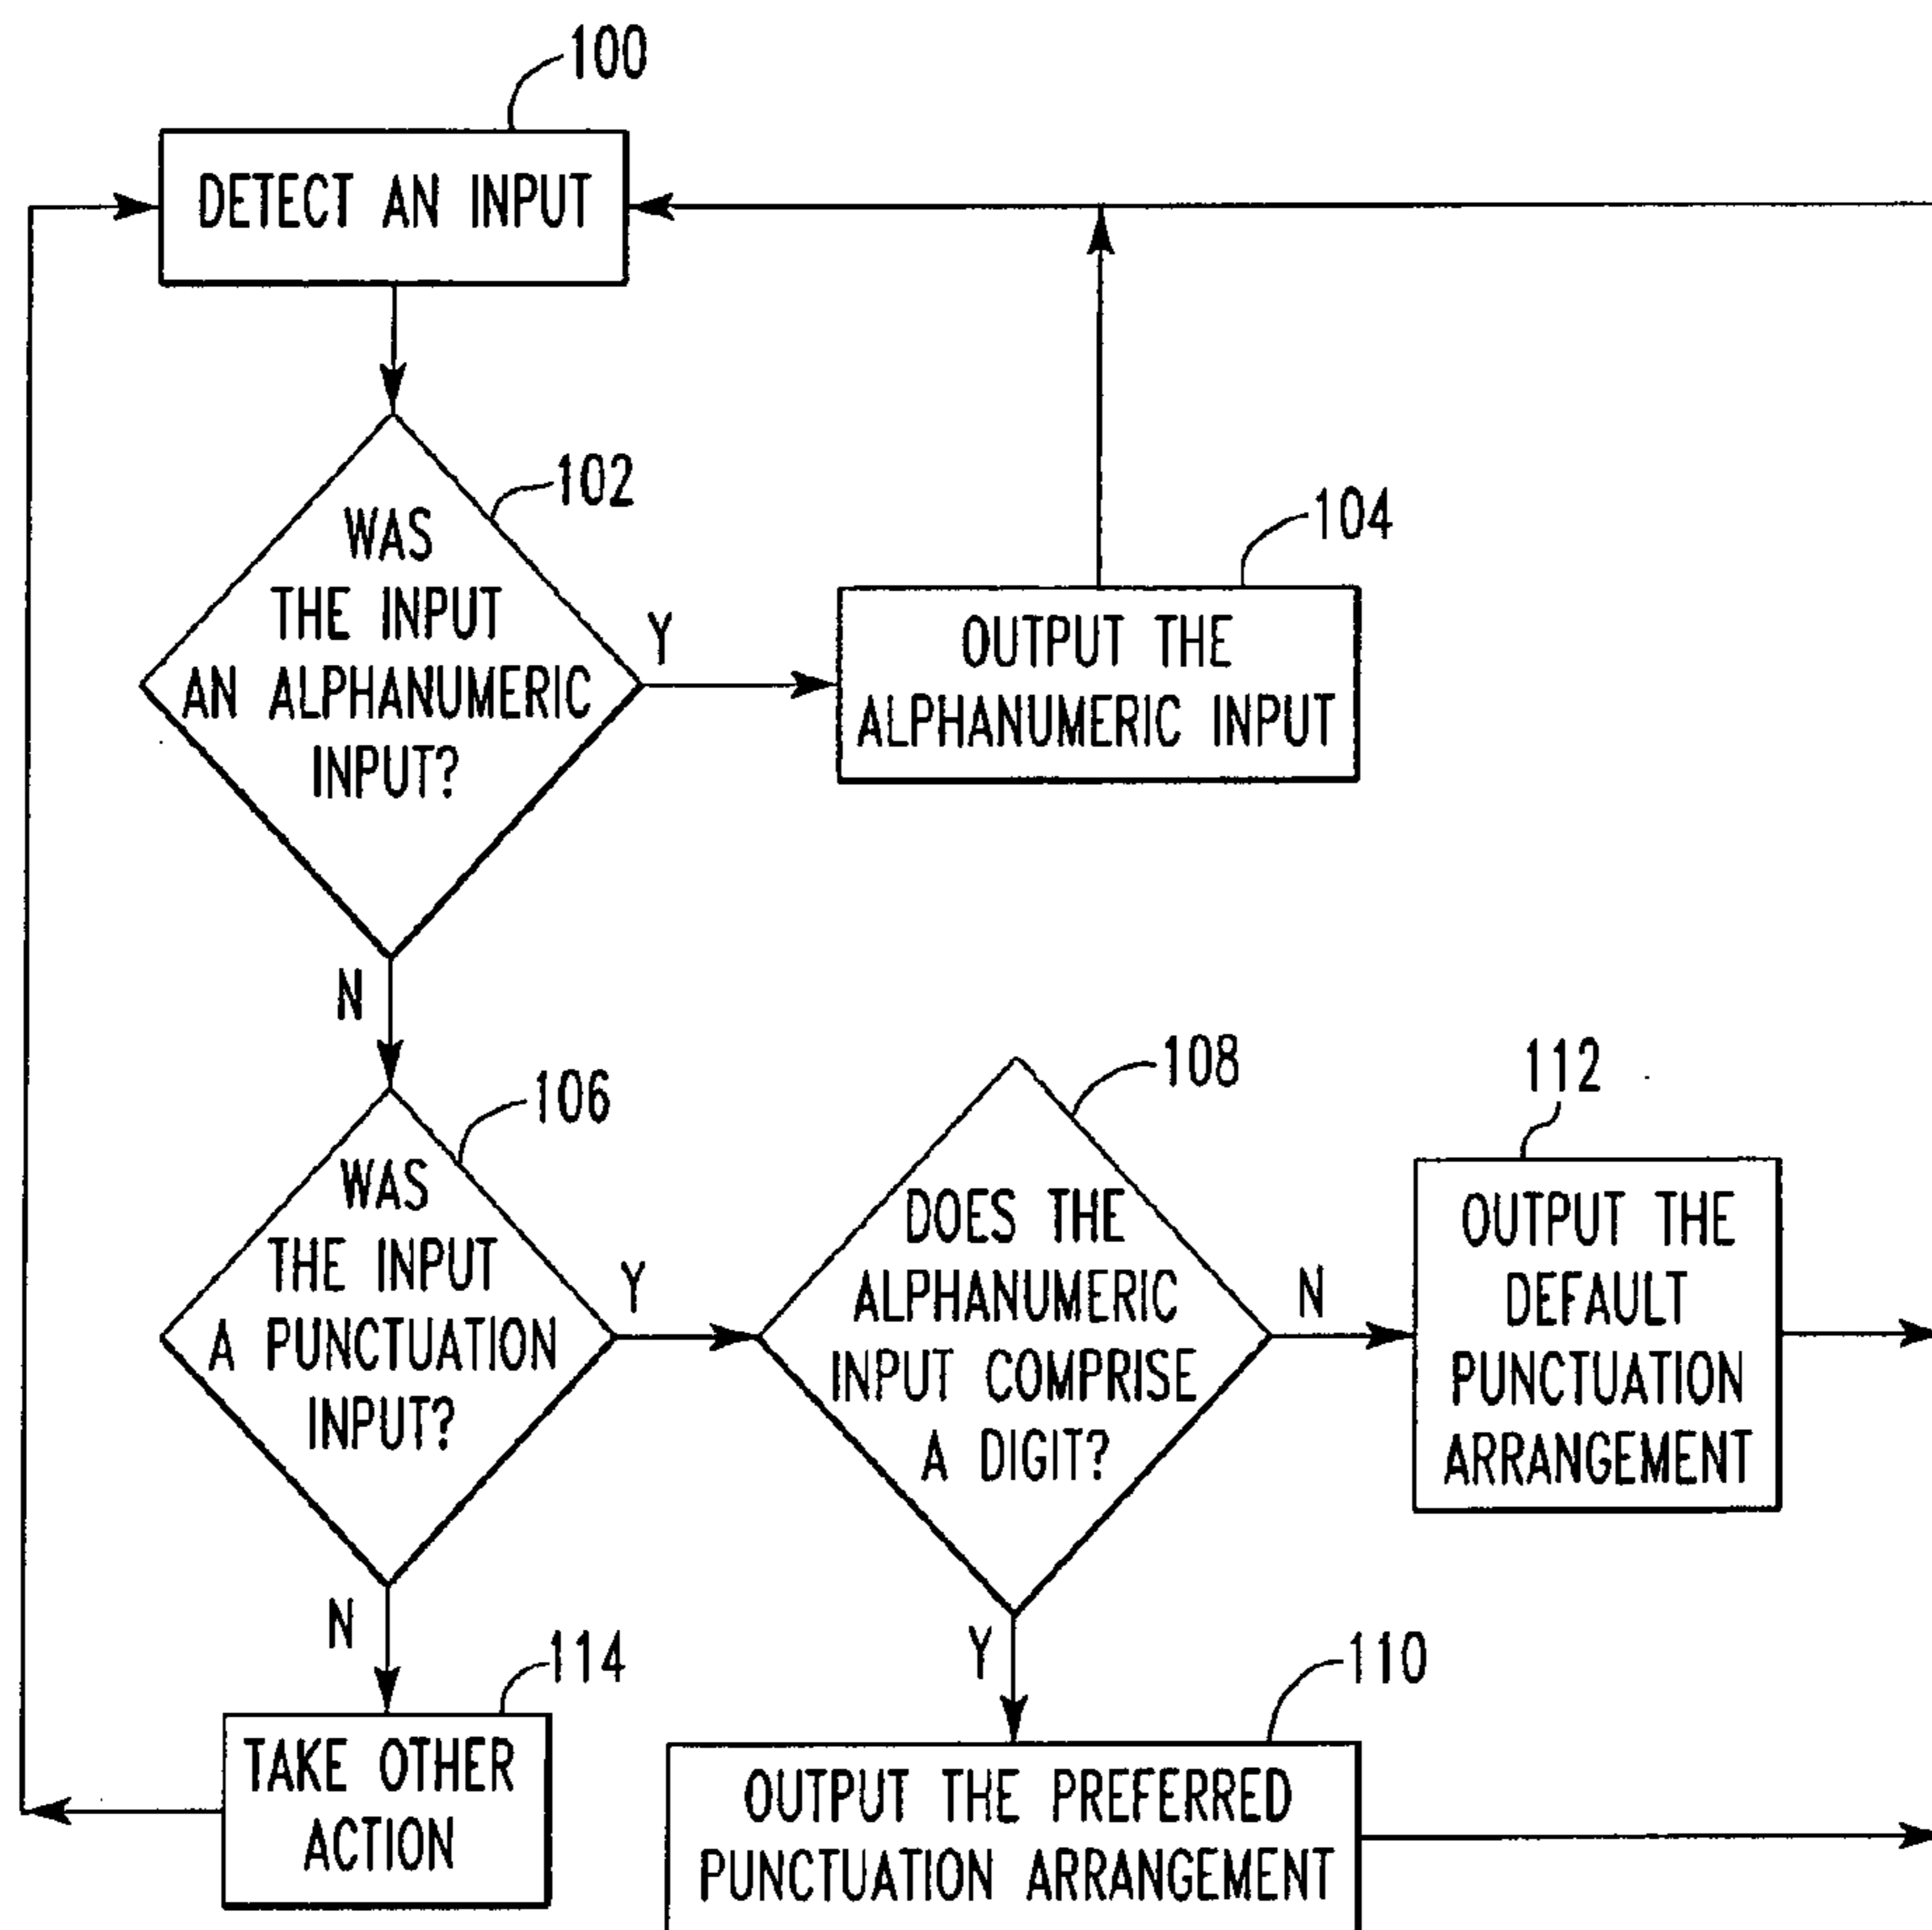 100
DETECT AN INPUT
102
WAS
THE INPUT
AN ALPHANUMERIC
INPUT?
Y
104
OUTPUT THE
ALPHANUMERIC INPUT
N
106
WAS
THE INPUT
A PUNCTUATION
INPUT?
Y
108
DOES THE
ALPHANUMERIC
INPUT COMPRISE
A DIGIT?
N
112
OUTPUT THE
DEFAULT
PUNCTUATION
ARRANGEMENT
N
114
TAKE OTHER
ACTION
Y
110
OUTPUT THE PREFERRED
PUNCTUATION ARRANGEMENT